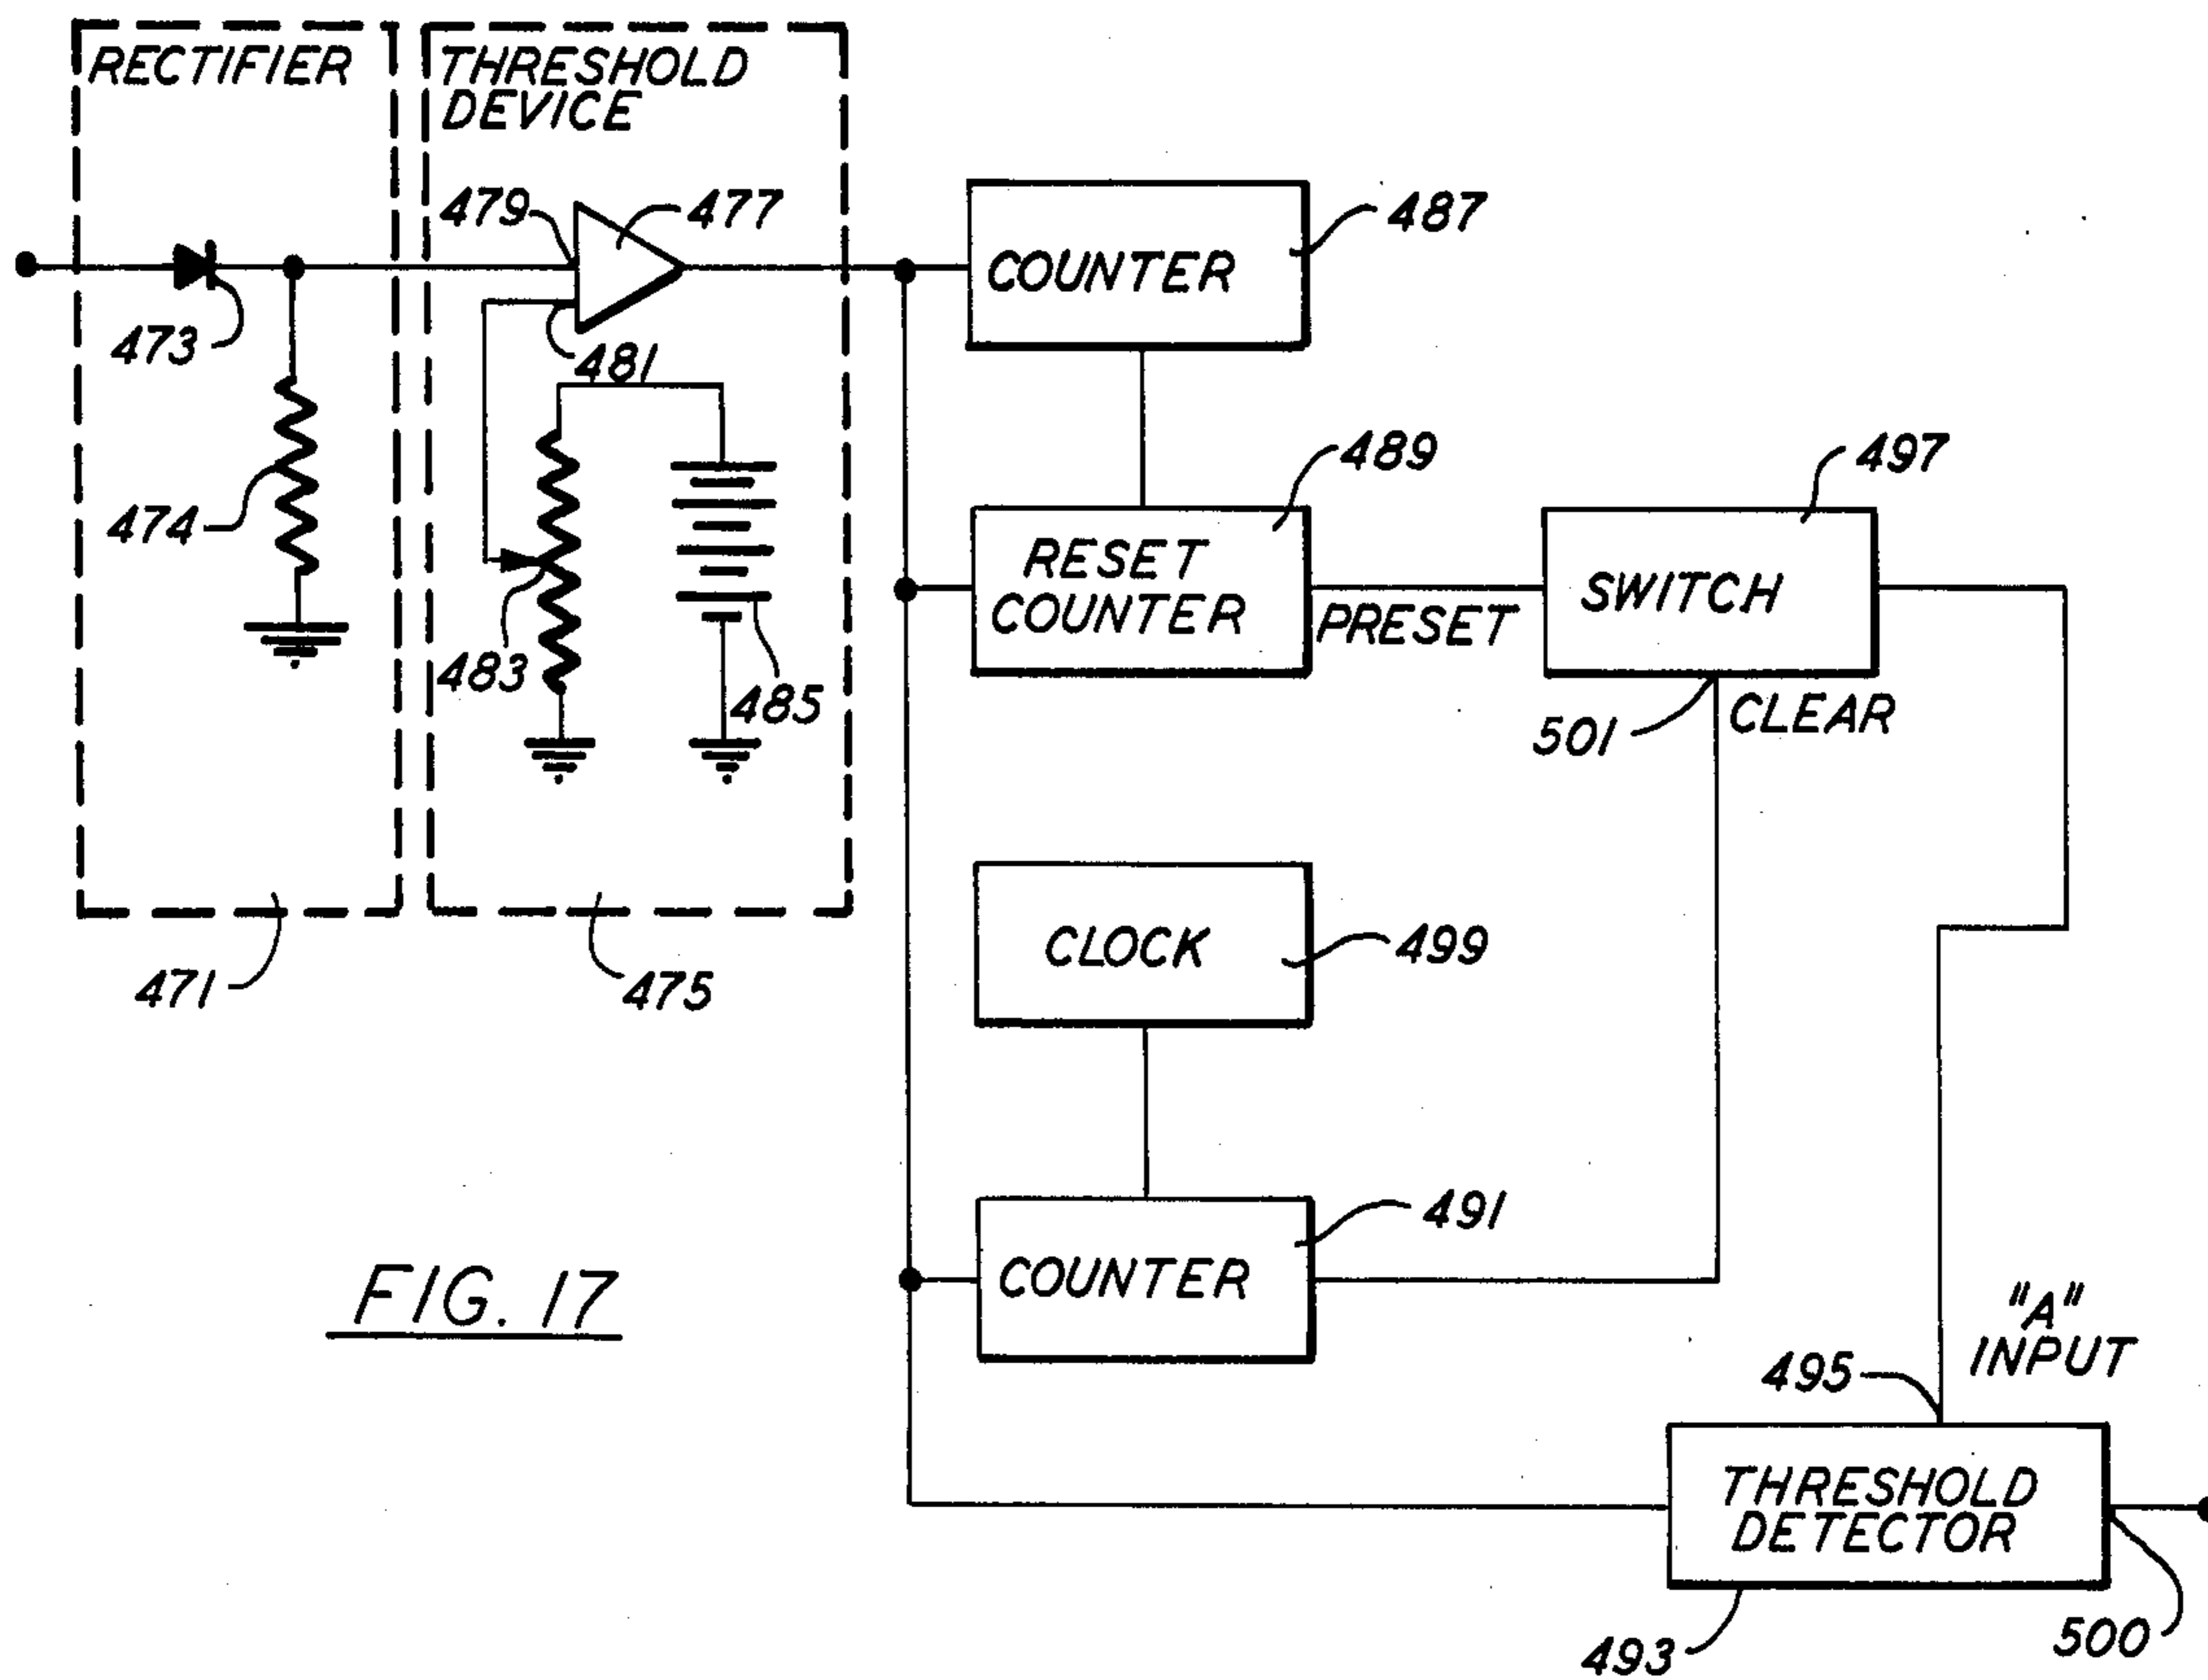 RECTIFIER
THRESHOLD
DEVICE
479
477
487
COUNTER
473
481
489
497
474
RESET
COUNTER
PRESET
SWITCH
483
485
501
CLEAR
CLOCK
499
471
475
491
COUNTER
FIG. 17
"A"
INPUT
495
THRESHOLD
DETECTOR
493
500